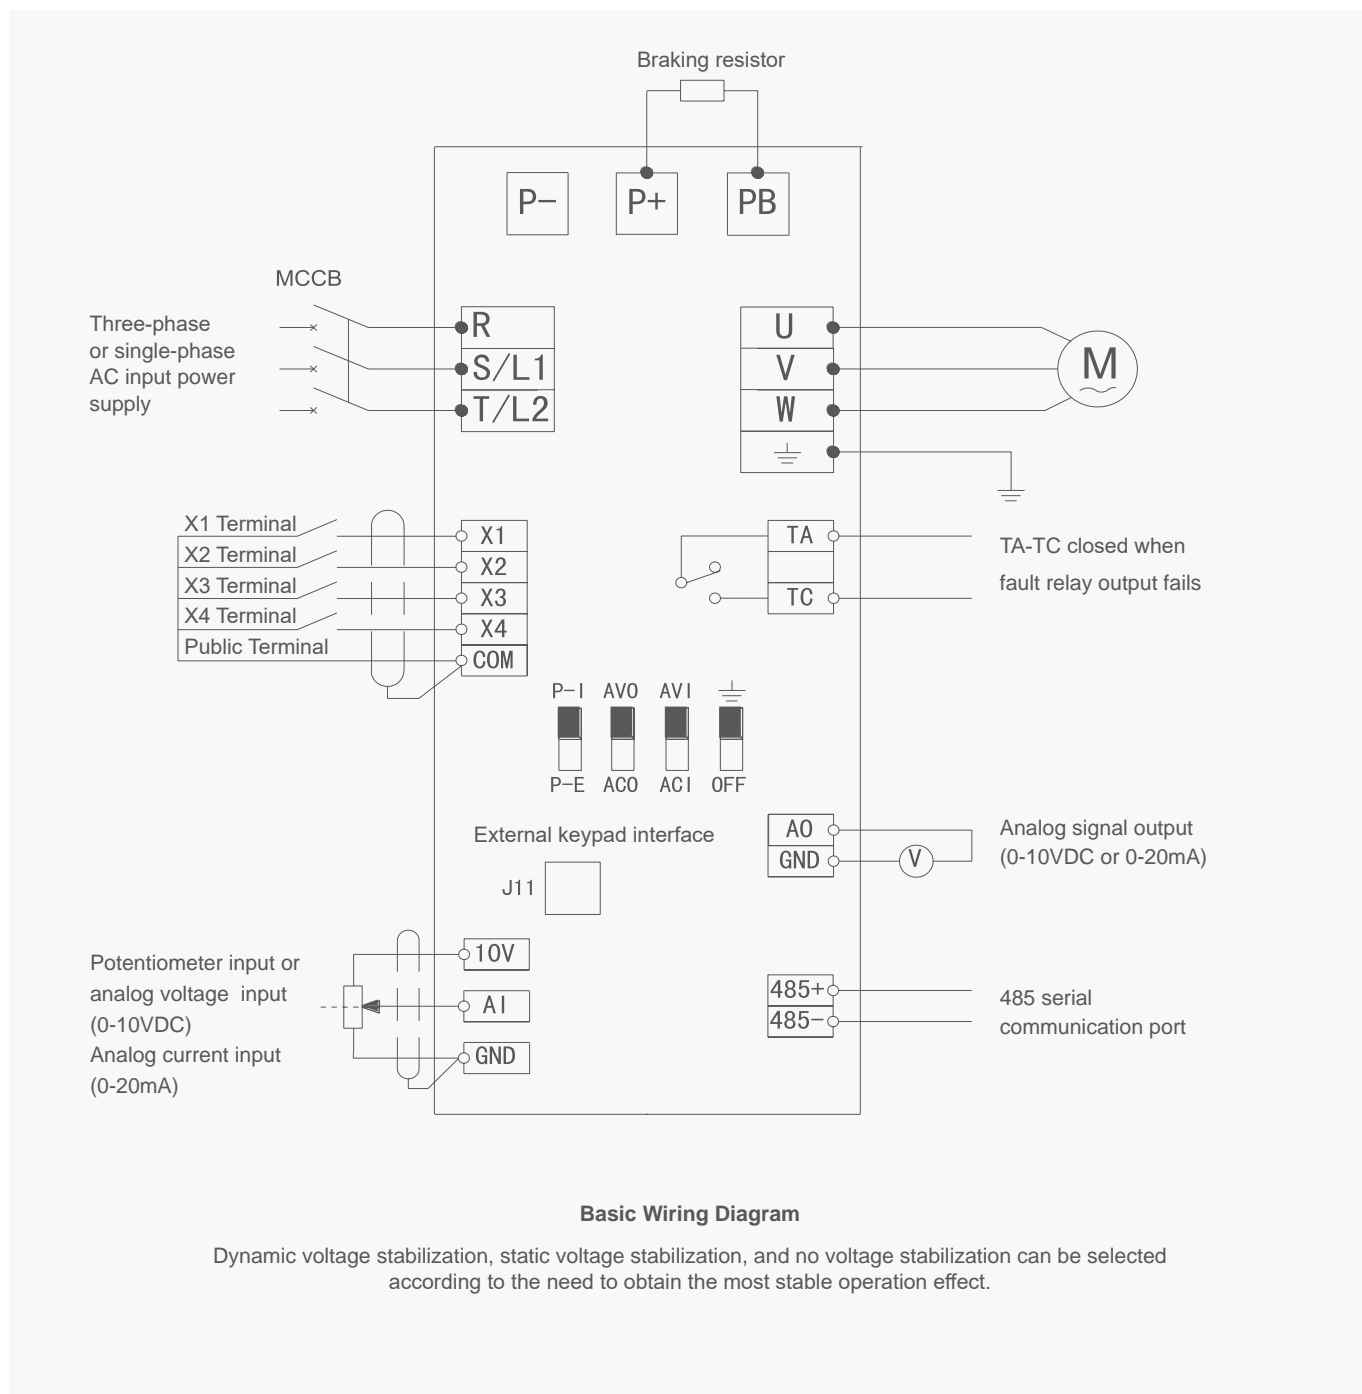 Braking resistor
P-
P+
PB
MCCB
Three-phase
or single-phase
AC input power
supply
R
S/L1
T/L2
U
V
W
M
X1 Terminal
X2 Terminal
X3 Terminal
X4 Terminal
Public Terminal
X1
X2
X3
X4
COM
TA
TC
TA-TC closed when
fault relay output fails
P-I AVO AVI
P-E ACO ACI OFF
External keypad interface
J11
AO
GND
V
Analog signal output
(0-10VDC or 0-20mA)
Potentiometer input or
analog voltage input
(0-10VDC)
Analog current input
(0-20mA)
10V
AI
GND
485+
485-
485 serial
communication port
Basic Wiring Diagram
Dynamic voltage stabilization, static voltage stabilization, and no voltage stabilization can be selected
according to the need to obtain the most stable operation effect.